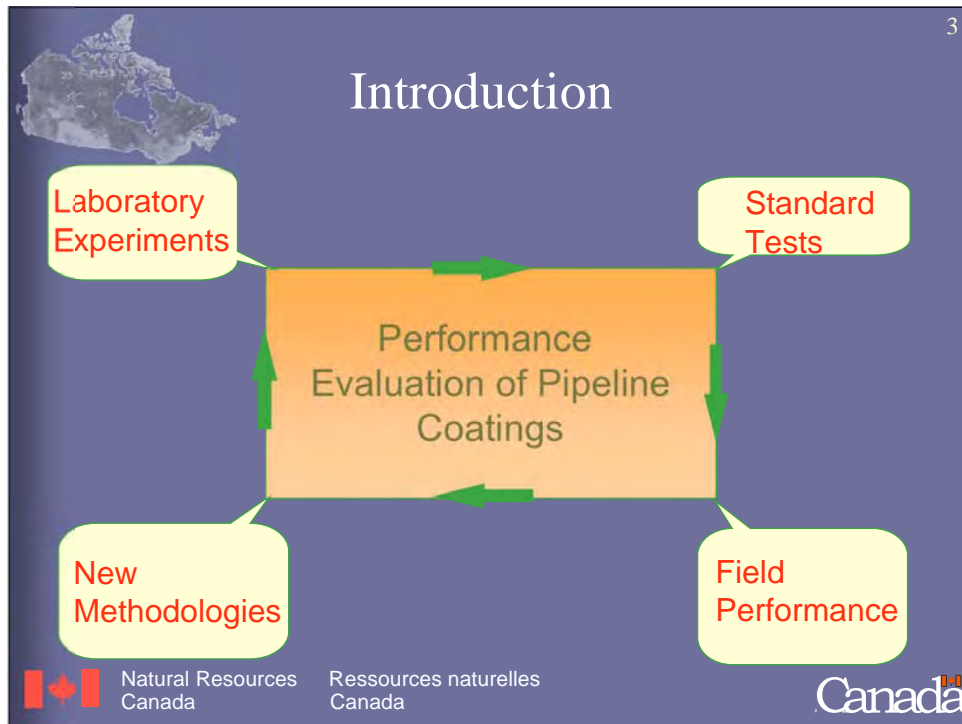 3
Introduction
Laboratory
Experiments
Standard
Tests
Performance
Evaluation of Pipeline
Coatings
New
Methodologies
Field
Performance
Natural Resources
Canada
Ressources naturelles
Canada
Canada